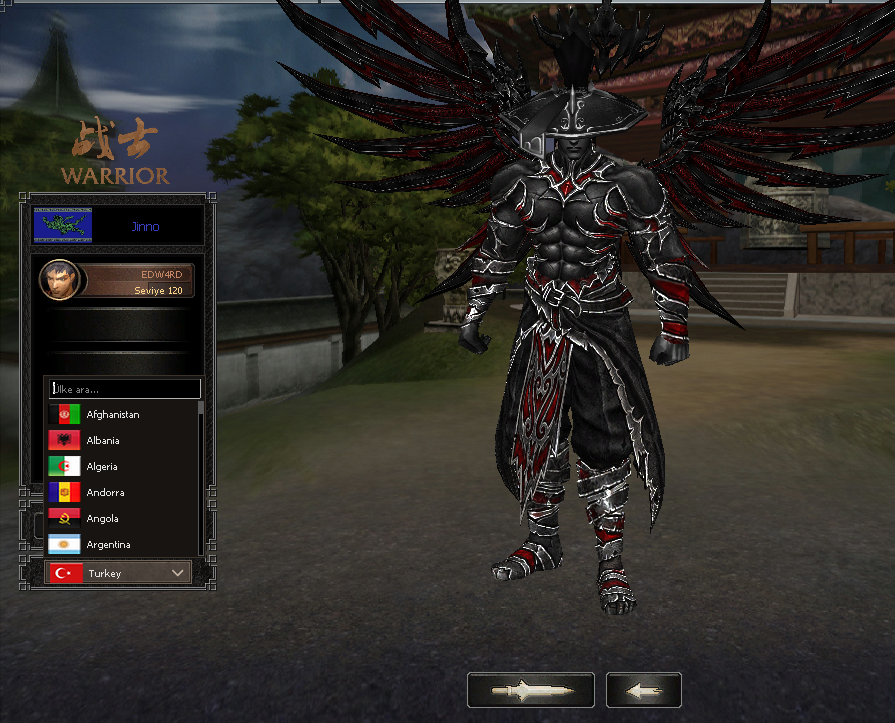 战士
WARRIOR
Jinno
EDW4RD
Seviye 120
Ülke ara...
Afghanistan
Albania
Algeria
Andorra
Angola
Argentina
Turkey